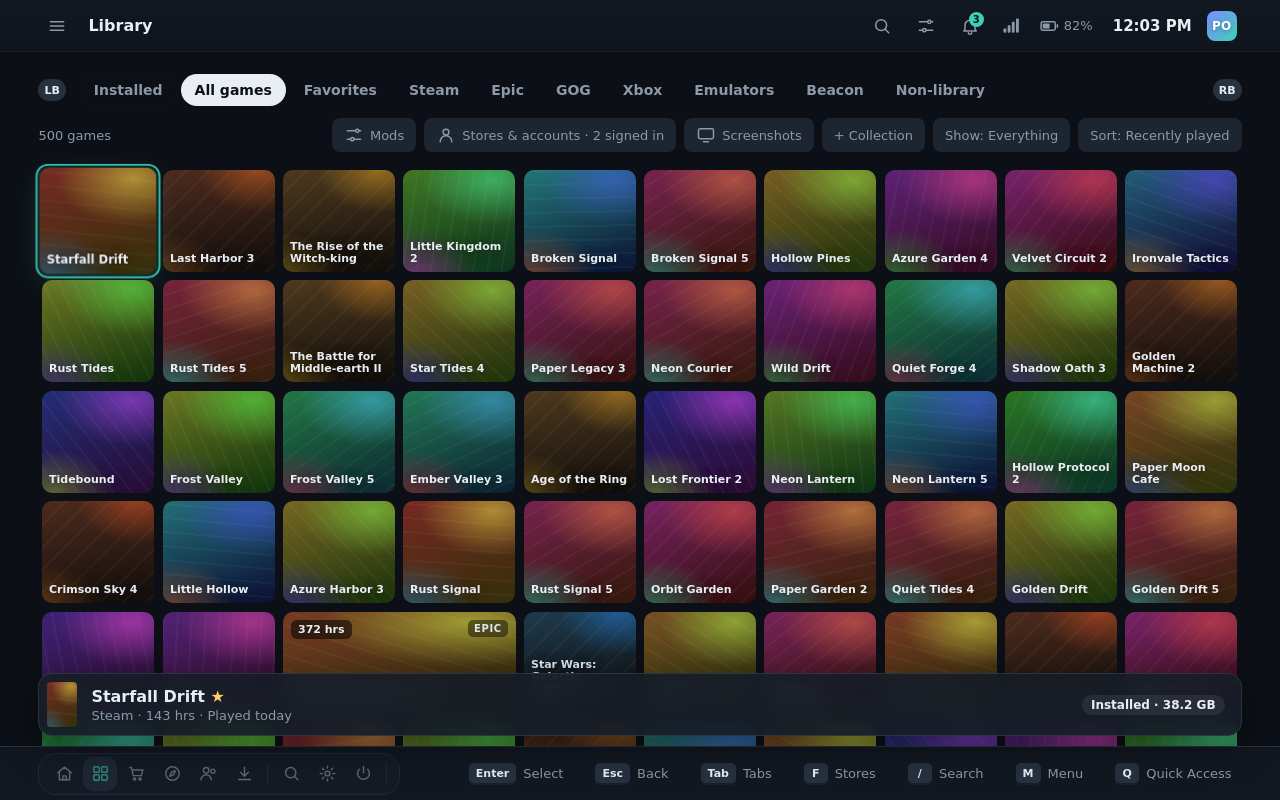 Library
3
82%
12:03 PM
PO
LB
Installed
All games
Favorites
Steam
Epic
GOG
Xbox
Emulators
Beacon
Non-library
RB
500 games
Mods
Stores & accounts · 2 signed in
Screenshots
+ Collection
Show: Everything
Sort: Recently played
Starfall Drift
Last Harbor 3
The Rise of the
Witch-king
Little Kingdom
2
Broken Signal
Broken Signal 5
Hollow Pines
Azure Garden 4
Velvet Circuit 2
Ironvale Tactics
Rust Tides
Rust Tides 5
The Battle for
Middle-earth II
Star Tides 4
Paper Legacy 3
Neon Courier
Wild Drift
Quiet Forge 4
Shadow Oath 3
Golden
Machine 2
Tidebound
Frost Valley
Frost Valley 5
Ember Valley 3
Age of the Ring
Lost Frontier 2
Neon Lantern
Neon Lantern 5
Hollow Protocol
2
Paper Moon
Cafe
Crimson Sky 4
Little Hollow
Azure Harbor 3
Rust Signal
Rust Signal 5
Orbit Garden
Paper Garden 2
Quiet Tides 4
Golden Drift
Golden Drift 5
372 hrs
EPIC
Star Wars:
Starfall Drift ★
Steam · 143 hrs · Played today
Installed · 38.2 GB
Enter Select
Esc Back
Tab Tabs
F Stores
/ Search
M Menu
Q Quick Access